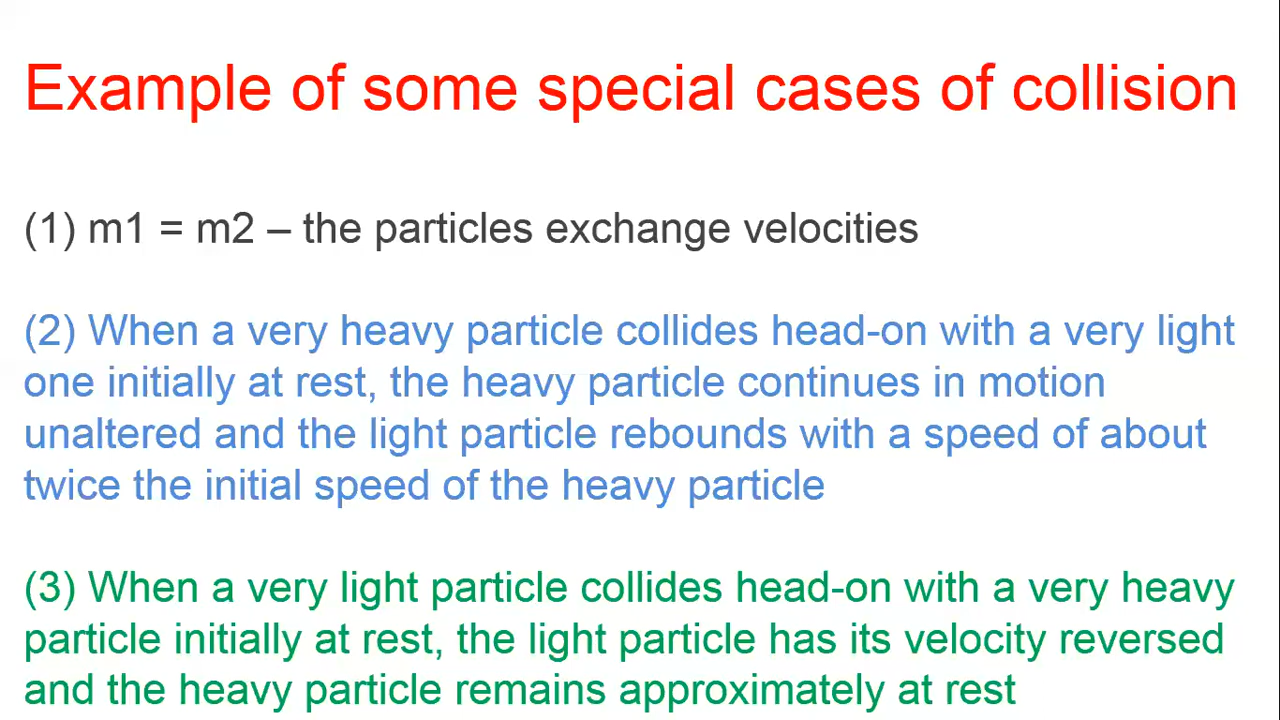 Example of some special cases of collision
(1) m1 = m2 – the particles exchange velocities
(2) When a very heavy particle collides head-on with a very light
one initially at rest, the heavy particle continues in motion
unaltered and the light particle rebounds with a speed of about
twice the initial speed of the heavy particle
(3) When a very light particle collides head-on with a very heavy
particle initially at rest, the light particle has its velocity reversed
and the heavy particle remains approximately at rest